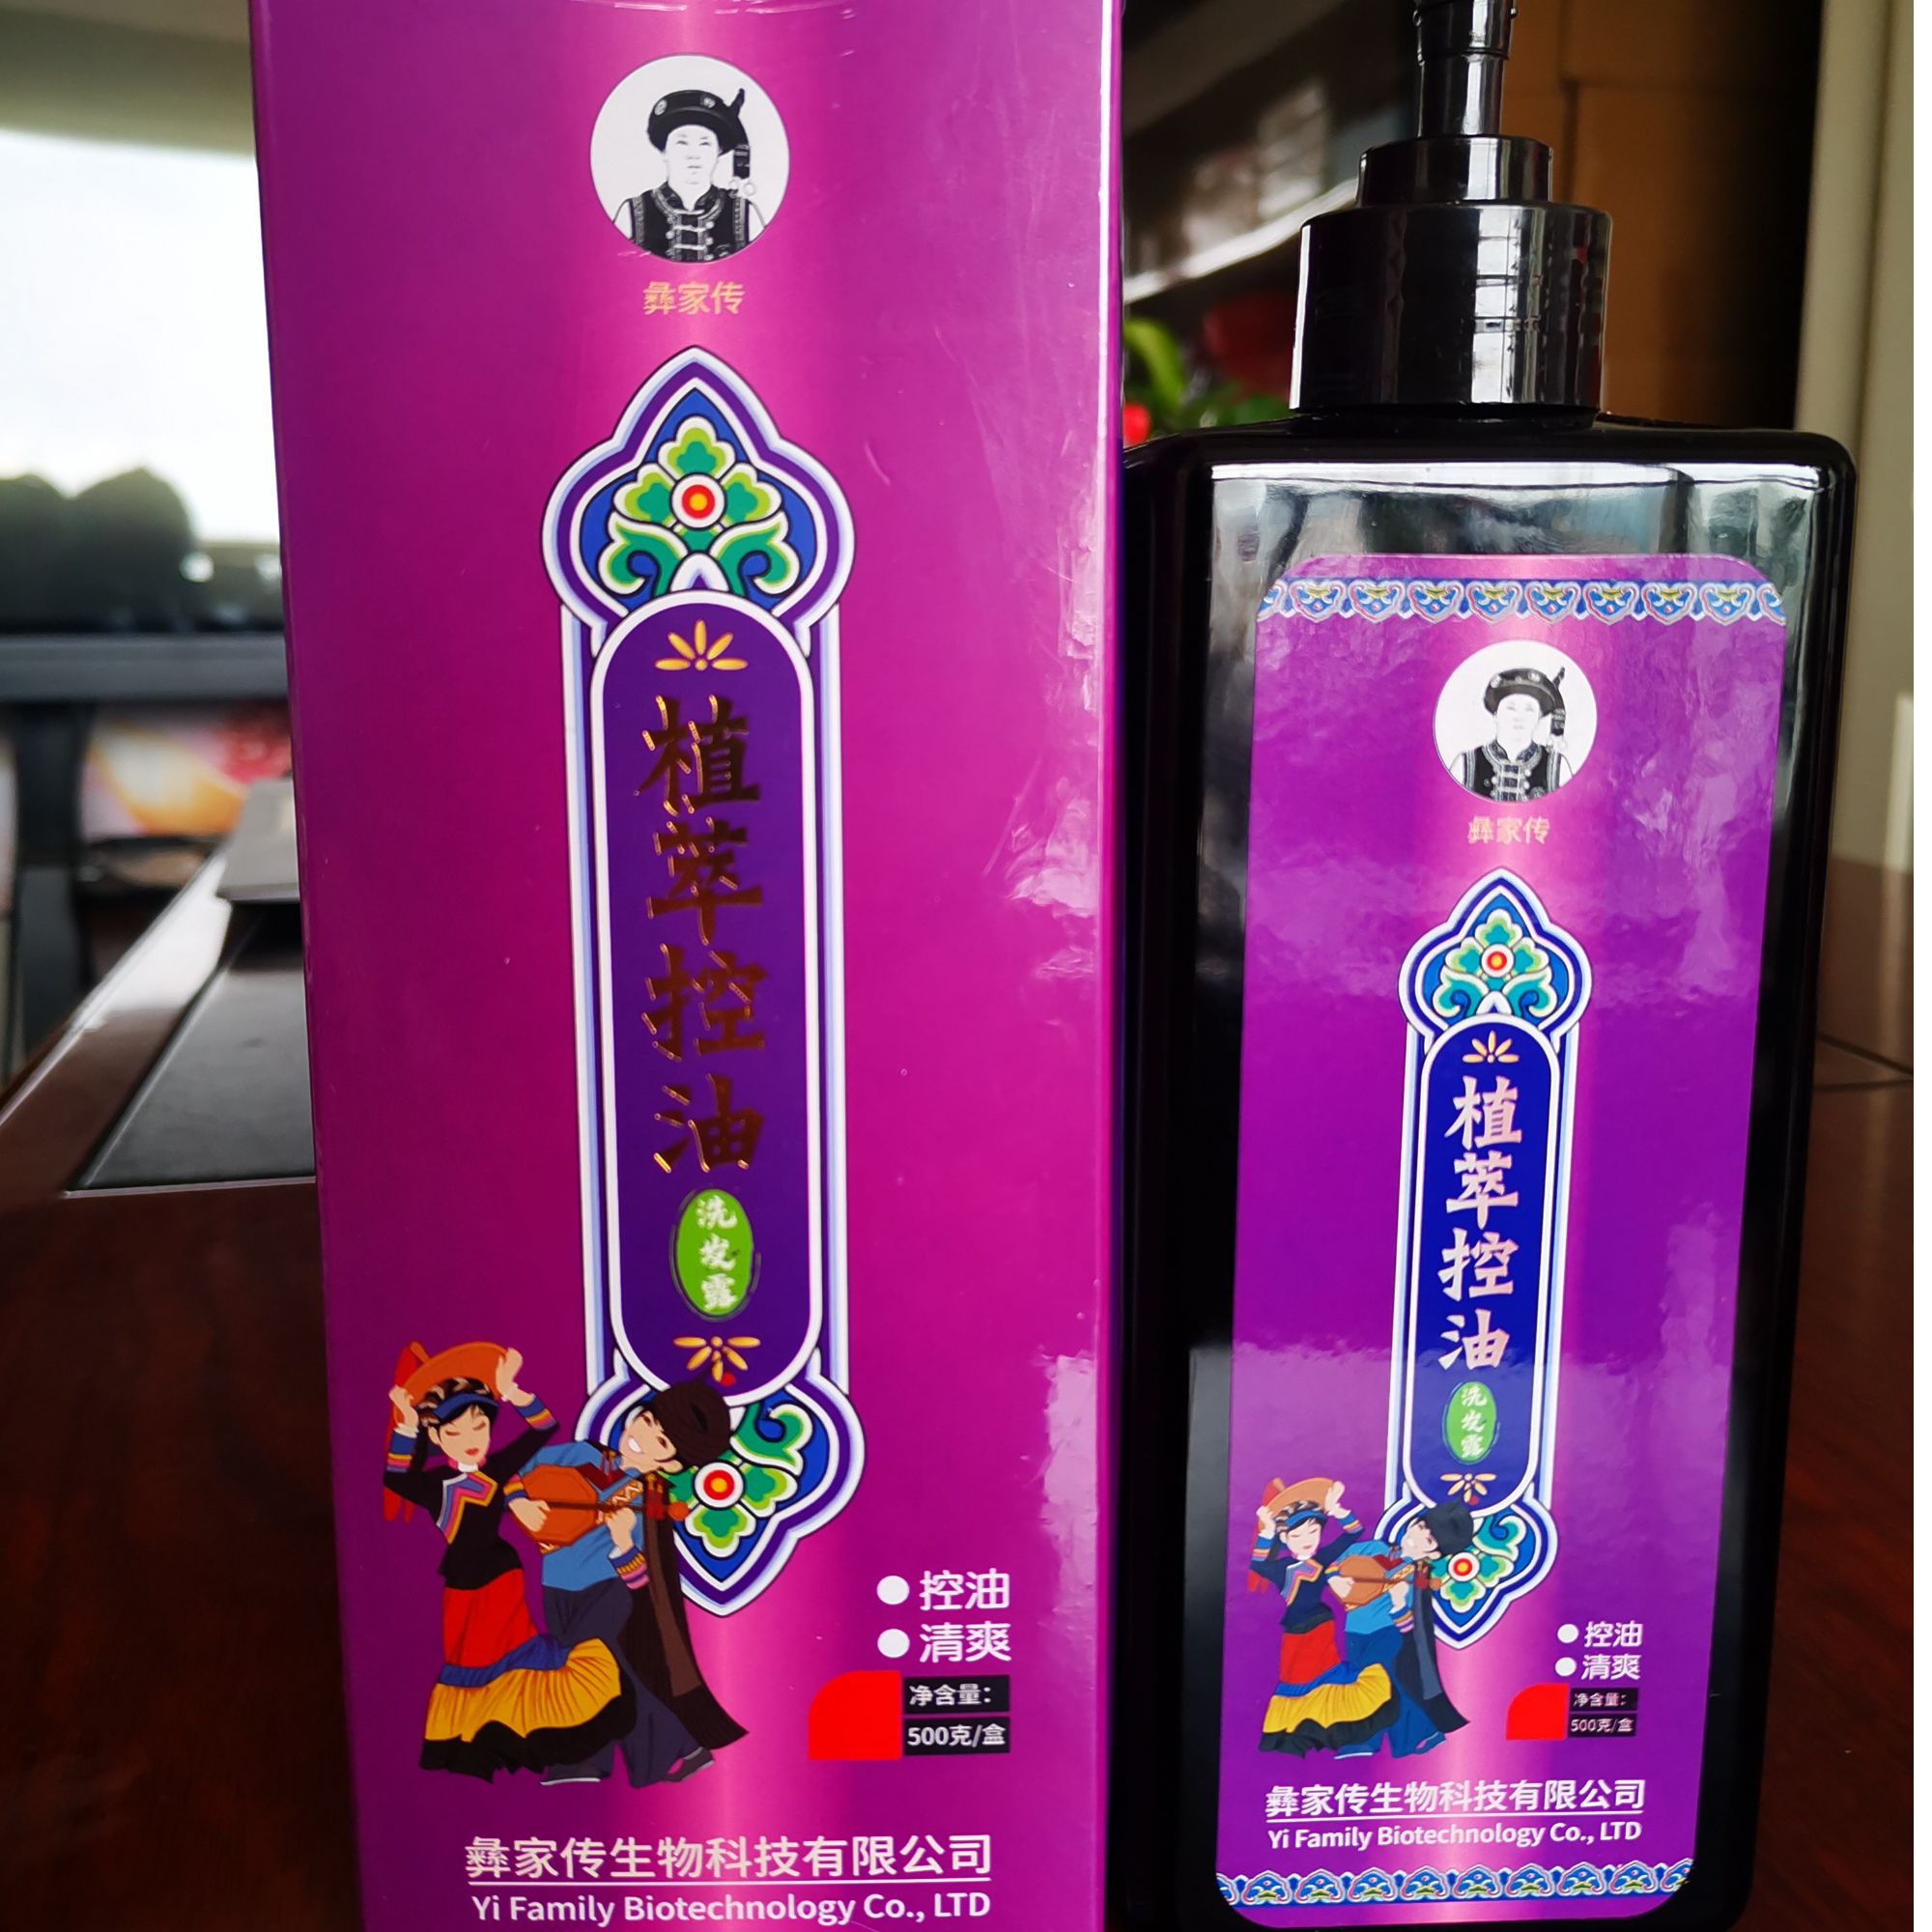 彝家传
植萃控油
洗发露
控油
清爽
净含量：
500克/盒
彝家传生物科技有限公司
Yi Family Biotechnology Co., LTD
彝家传
植萃控油
洗发露
控油
清爽
净含量：
500克/盒
彝家传生物科技有限公司
Yi Family Biotechnology Co., LTD